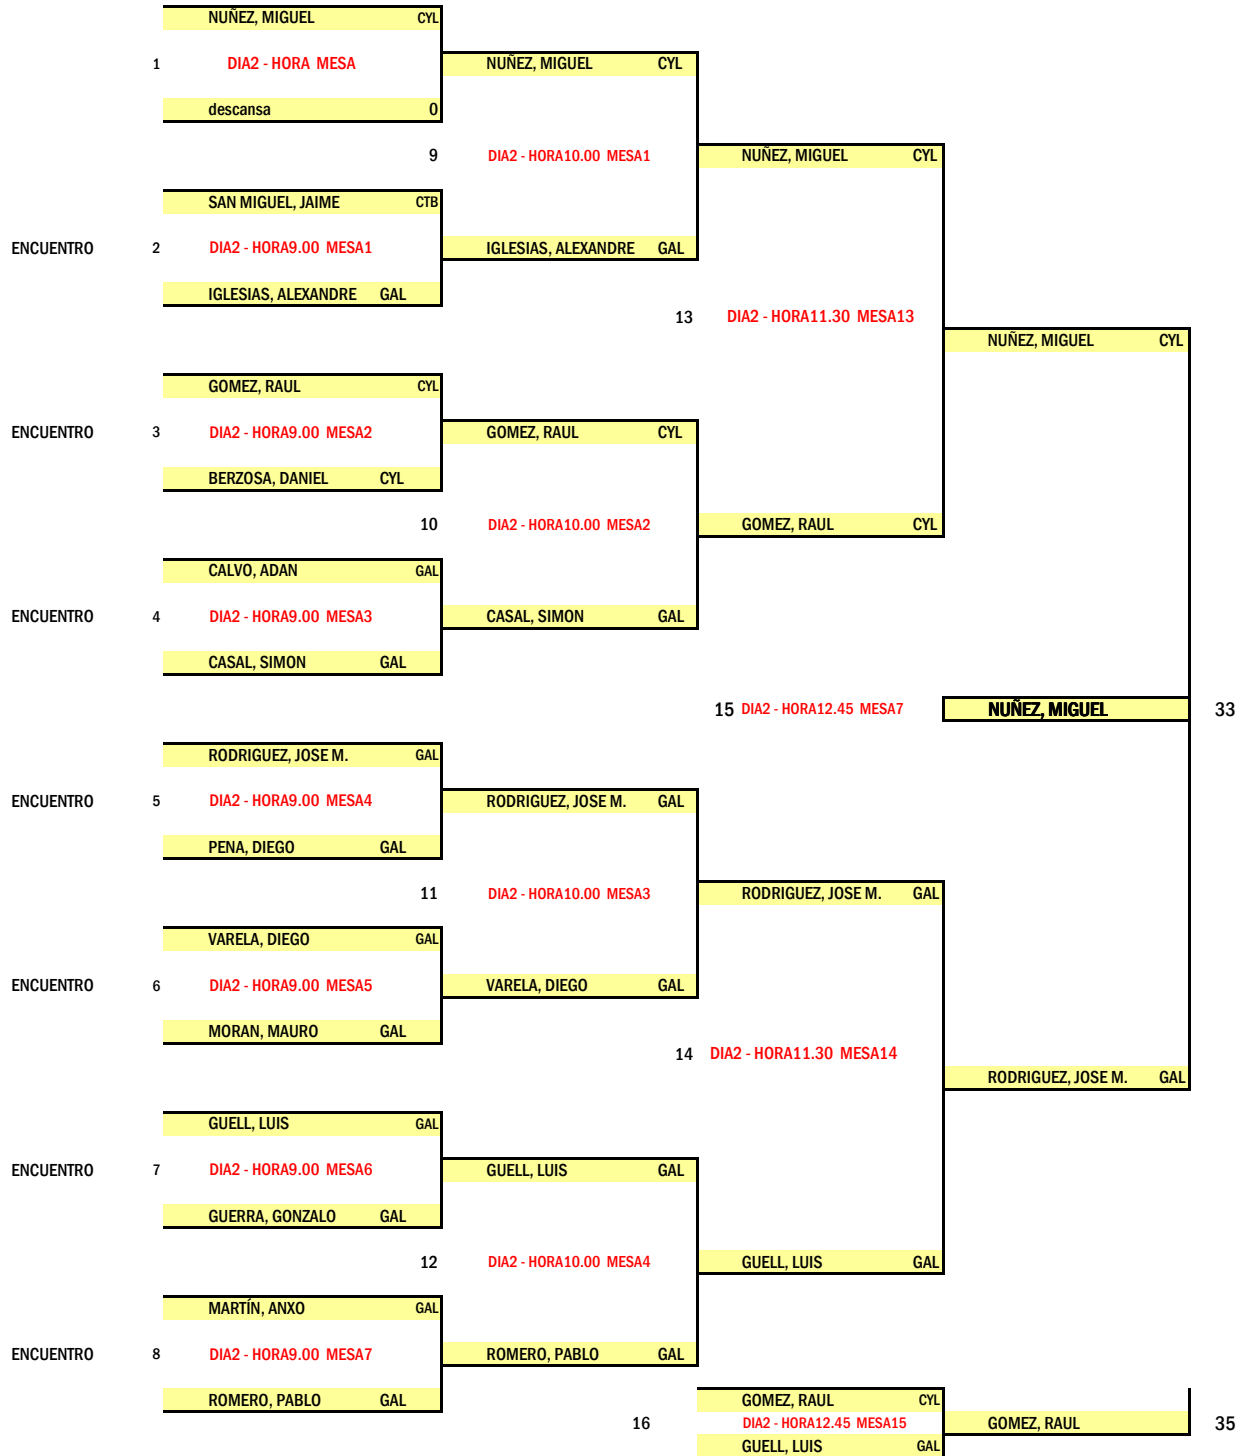 NUÑEZ, MIGUEL CYL
1 DIA2 - HORA MESA
NUÑEZ, MIGUEL CYL
descansa 0
9 DIA2 - HORA10.00 MESA1
NUÑEZ, MIGUEL CYL
SAN MIGUEL, JAIME CTB
ENCUENTRO 2 DIA2 - HORA9.00 MESA1
IGLESIAS, ALEXANDRE GAL
IGLESIAS, ALEXANDRE GAL
13 DIA2 - HORA11.30 MESA13
NUÑEZ, MIGUEL CYL
GOMEZ, RAUL CYL
ENCUENTRO 3 DIA2 - HORA9.00 MESA2
GOMEZ, RAUL CYL
BERZOSA, DANIEL CYL
10 DIA2 - HORA10.00 MESA2
GOMEZ, RAUL CYL
CALVO, ADAN GAL
ENCUENTRO 4 DIA2 - HORA9.00 MESA3
CASAL, SIMON GAL
CASAL, SIMON GAL
15 DIA2 - HORA12.45 MESA7
NUÑEZ, MIGUEL 33
RODRIGUEZ, JOSE M. GAL
ENCUENTRO 5 DIA2 - HORA9.00 MESA4
RODRIGUEZ, JOSE M. GAL
PENA, DIEGO GAL
11 DIA2 - HORA10.00 MESA3
RODRIGUEZ, JOSE M. GAL
VARELA, DIEGO GAL
ENCUENTRO 6 DIA2 - HORA9.00 MESA5
VARELA, DIEGO GAL
MORAN, MAURO GAL
14 DIA2 - HORA11.30 MESA14
RODRIGUEZ, JOSE M. GAL
GUELL, LUIS GAL
ENCUENTRO 7 DIA2 - HORA9.00 MESA6
GUELL, LUIS GAL
GUERRA, GONZALO GAL
12 DIA2 - HORA10.00 MESA4
GUELL, LUIS GAL
MARTÍN, ANXO GAL
ENCUENTRO 8 DIA2 - HORA9.00 MESA7
ROMERO, PABLO GAL
ROMERO, PABLO GAL
GOMEZ, RAUL CYL
16 DIA2 - HORA12.45 MESA15
GOMEZ, RAUL 35
GUELL, LUIS GAL